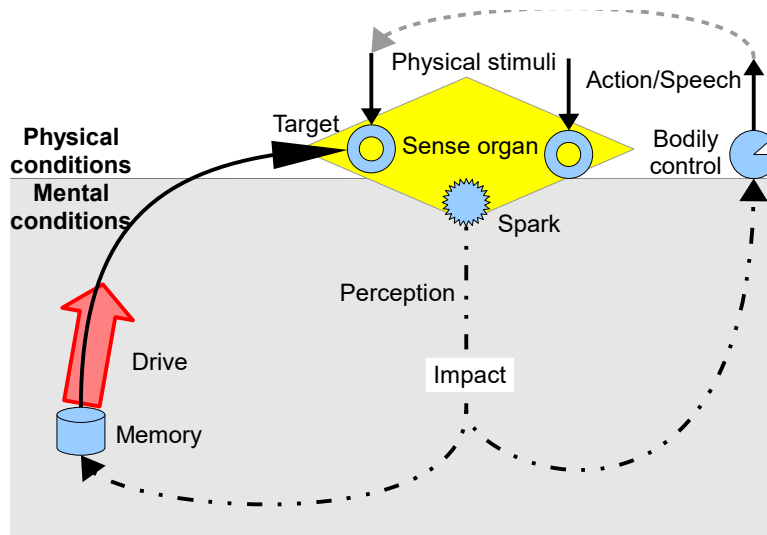 Physical stimuli
Action/Speech
Target
Physical
conditions
Sense organ
Bodily
control
Mental
conditions
Spark
Perception
Drive
Impact
Memory